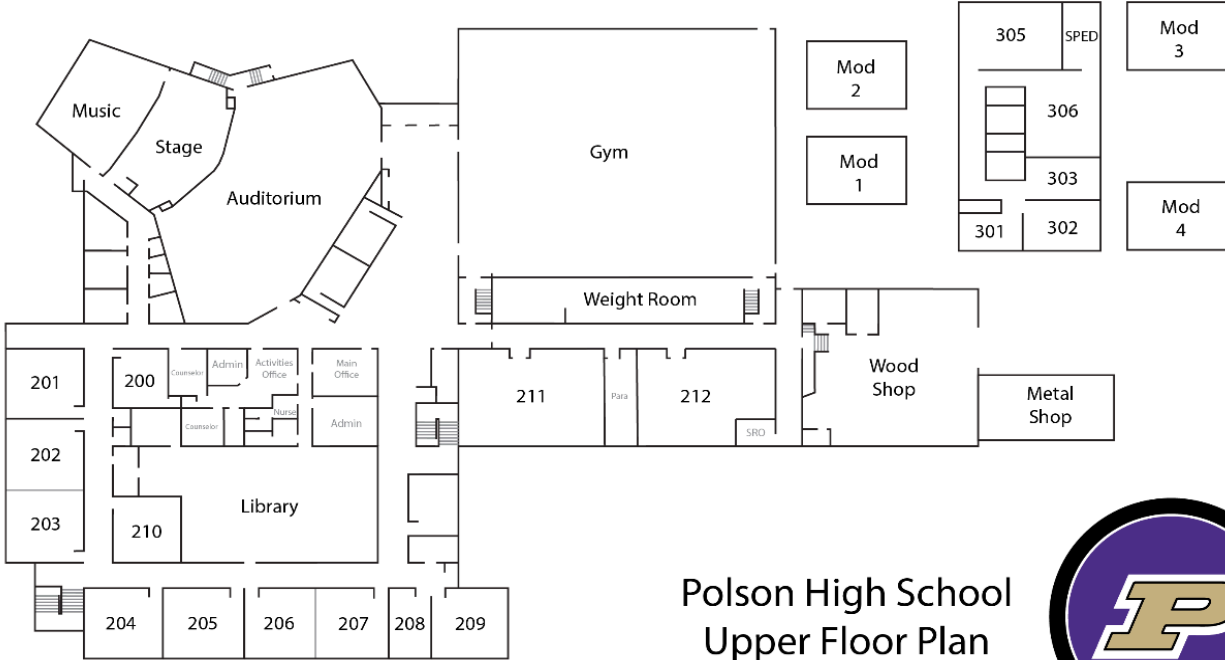 305
SPED
Mod
3
Mod
2
Music
306
Stage
Gym
Mod
1
303
Auditorium
Mod
4
301
302
Weight Room
201
200
Counselor
Admin
Activities
Office
Main
Office
211
Para
212
Wood
Shop
Metal
Shop
Nurse
Counselor
Admin
SRO
202
Library
203
210
204
205
206
207
208
209
Polson High School
Upper Floor Plan
P